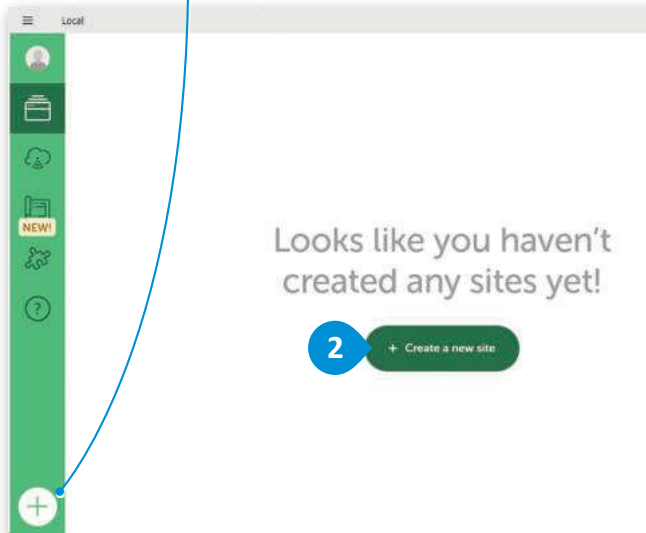 Local
NEW!
Looks like you haven't
created any sites yet!
2
+ Create a new site